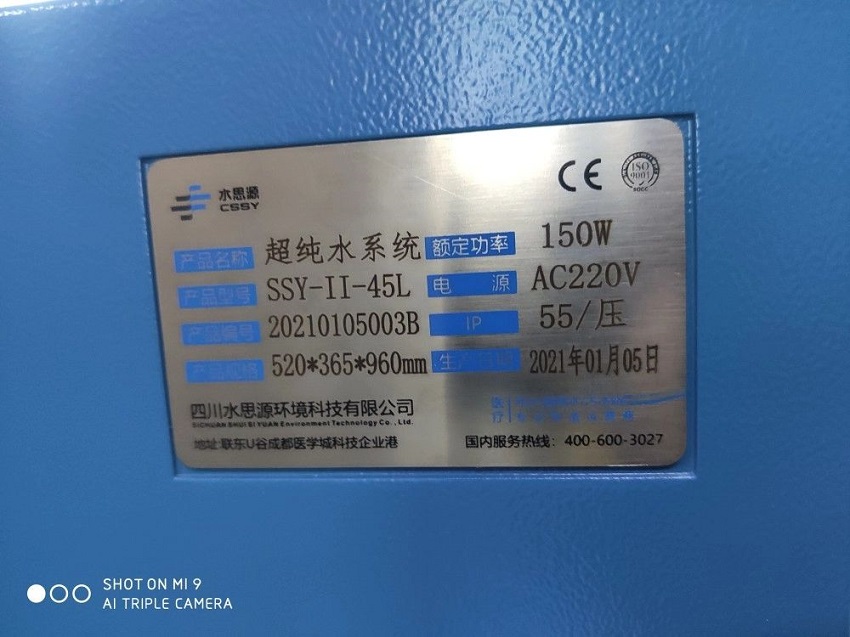 水思源
CSSY
CE
ISO
9001
产品名称 超纯水系统 额定功率 150W
产品型号 SSY-II-45L 电 源 AC220V
产品编号 20210105003B IP 55/压
产品规格 520*365*960mm 生产日期 2021年01月05日
四川水思源环境科技有限公司
SICHUAN SHUI SI YUAN Environment Technology Co., Ltd.
地址:联东U谷成都医学城科技企业港
医疗
国内服务热线: 400-600-3027
SHOT ON MI 9
AI TRIPLE CAMERA